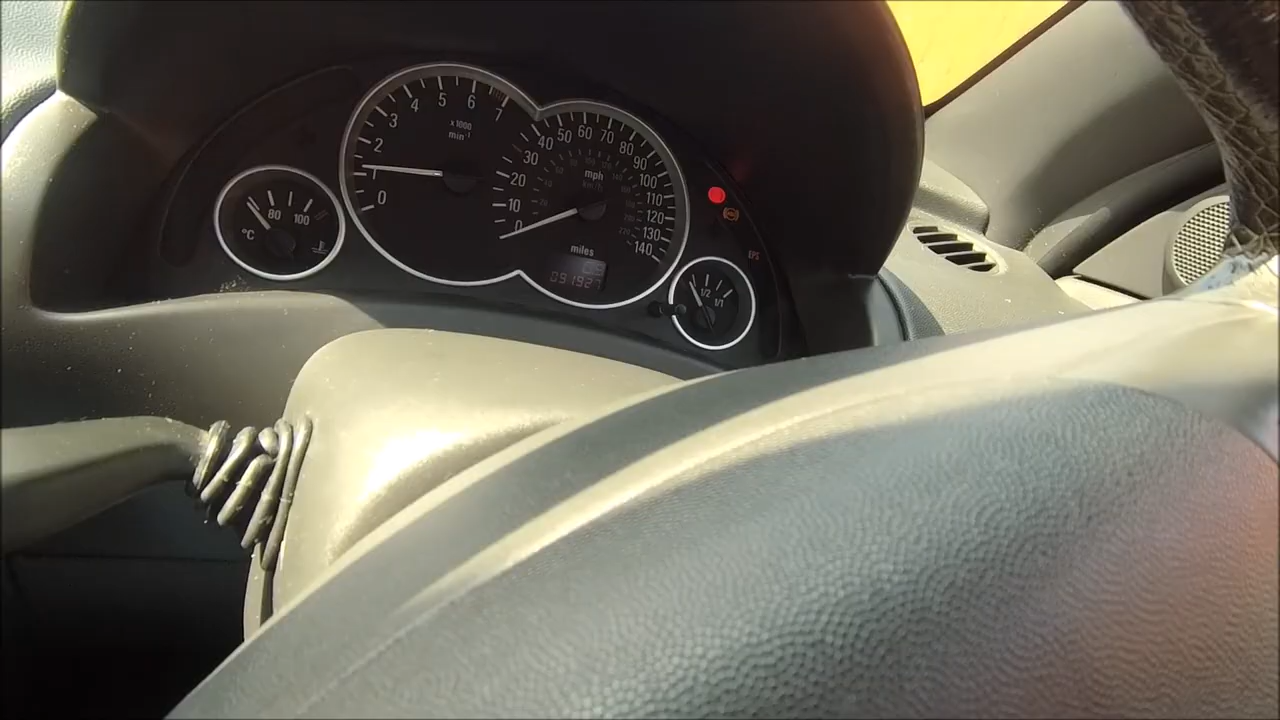 0 1 2 3 4 5 6 7
x1000
min⁻¹
°C 80 100
0 10 20 30 40 50 60 70 80 90 100 110 120 130 140
mph
km/h
miles
091927
1/2 1/1
EPS